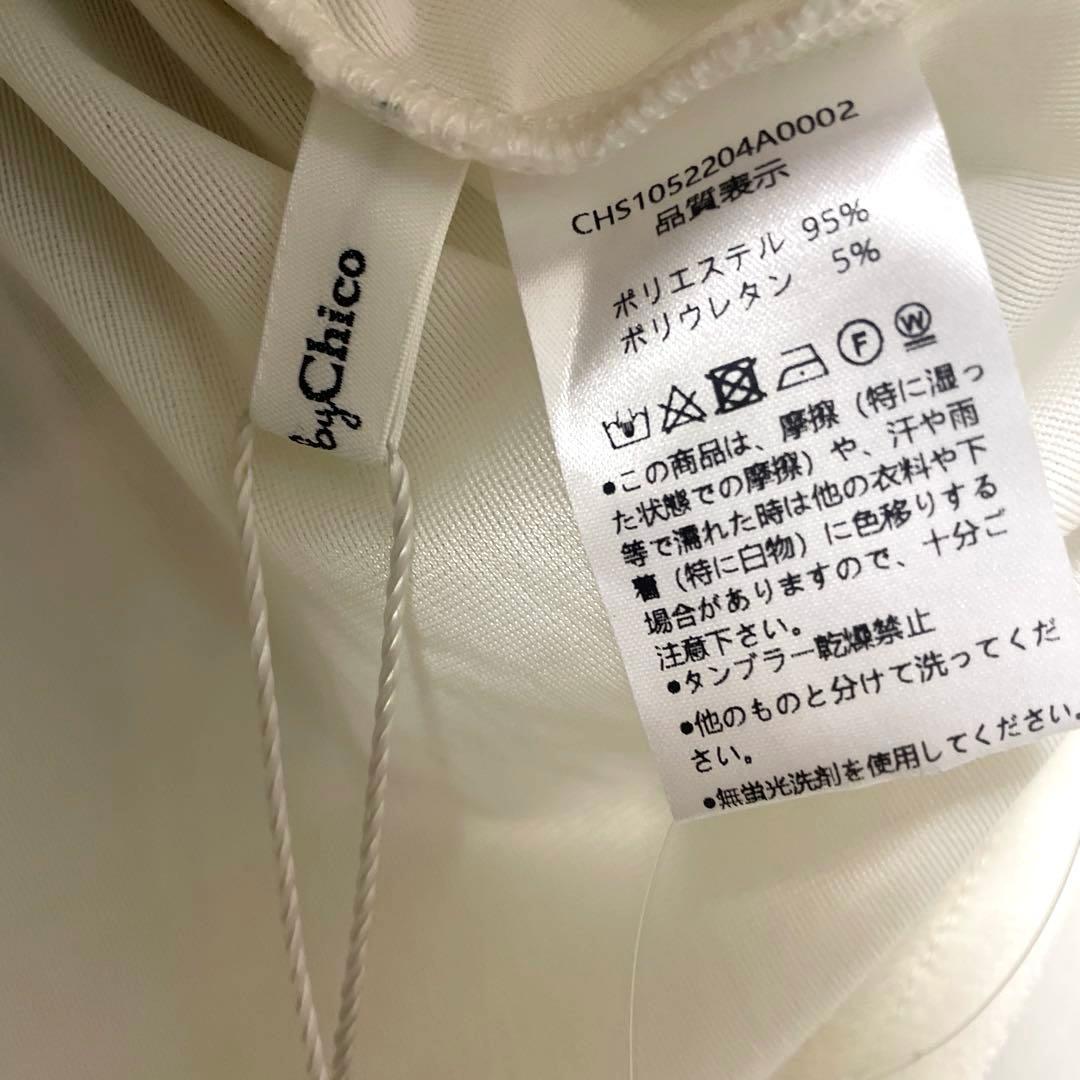 byChico
CHS1052204A0002
品質表示
ポリエステル 95%
ポリウレタン 5%
F W
●この商品は、摩擦（特に湿っ
た状態での摩擦）や、汗や雨
等で濡れた時は他の衣料や下
着（特に白物）に色移りする
場合がありますので、十分ご
注意下さい。
●タンブラー乾燥禁止
●他のものと分けて洗ってくだ
さい。
●無蛍光洗剤を使用してください。